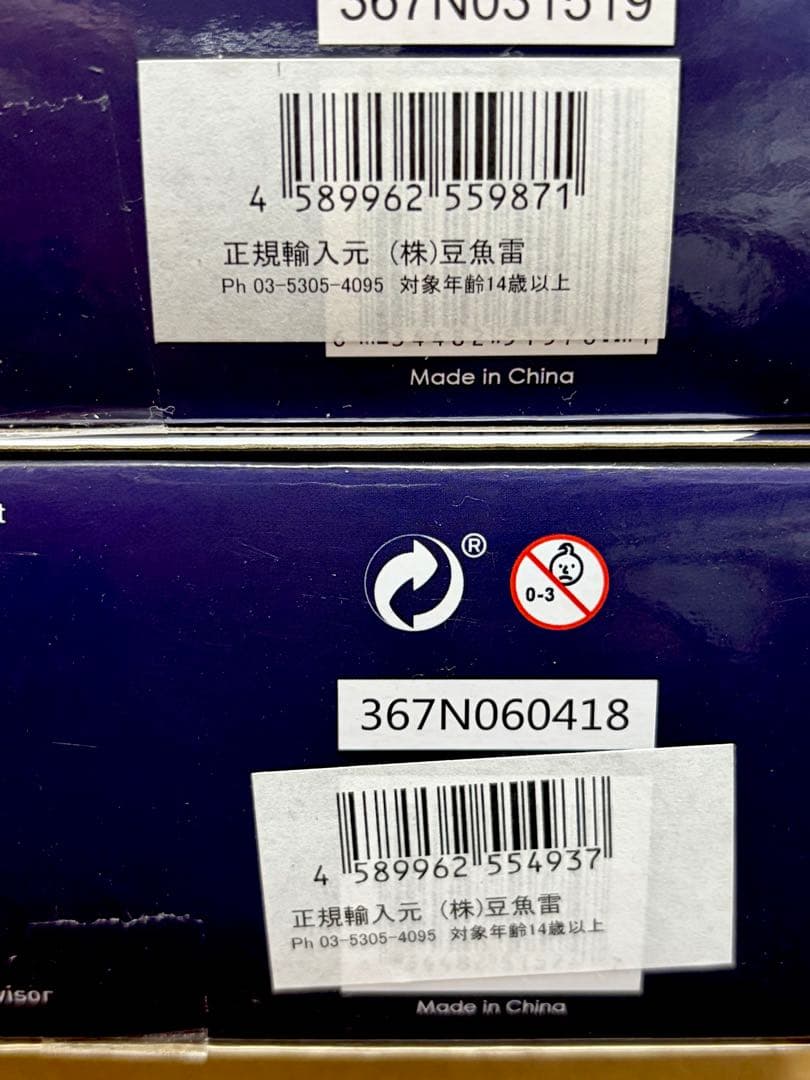 367N031519
4 589962 559871
正規輸入元 (株)豆魚雷
Ph 03-5305-4095 対象年齢14歳以上
Made in China
t
®
0-3
367N060418
4 589962 554937
正規輸入元 (株)豆魚雷
Ph 03-5305-4095 対象年齢14歳以上
visor
Made in China